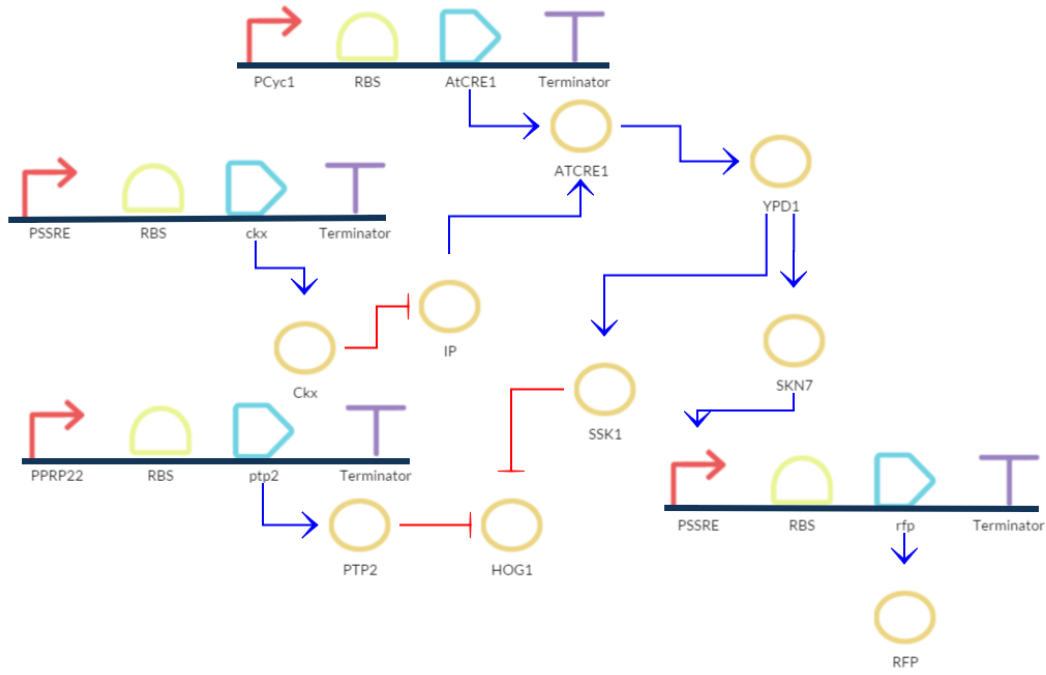 PCyc1 RBS AtCRE1 Terminator
ATCRE1
YPD1
PSSRE RBS ckx Terminator
IP
Ckx
SKN7
SSK1
PPRP22 RBS ptp2 Terminator
PTP2 HOG1
PSSRE RBS rfp Terminator
RFP